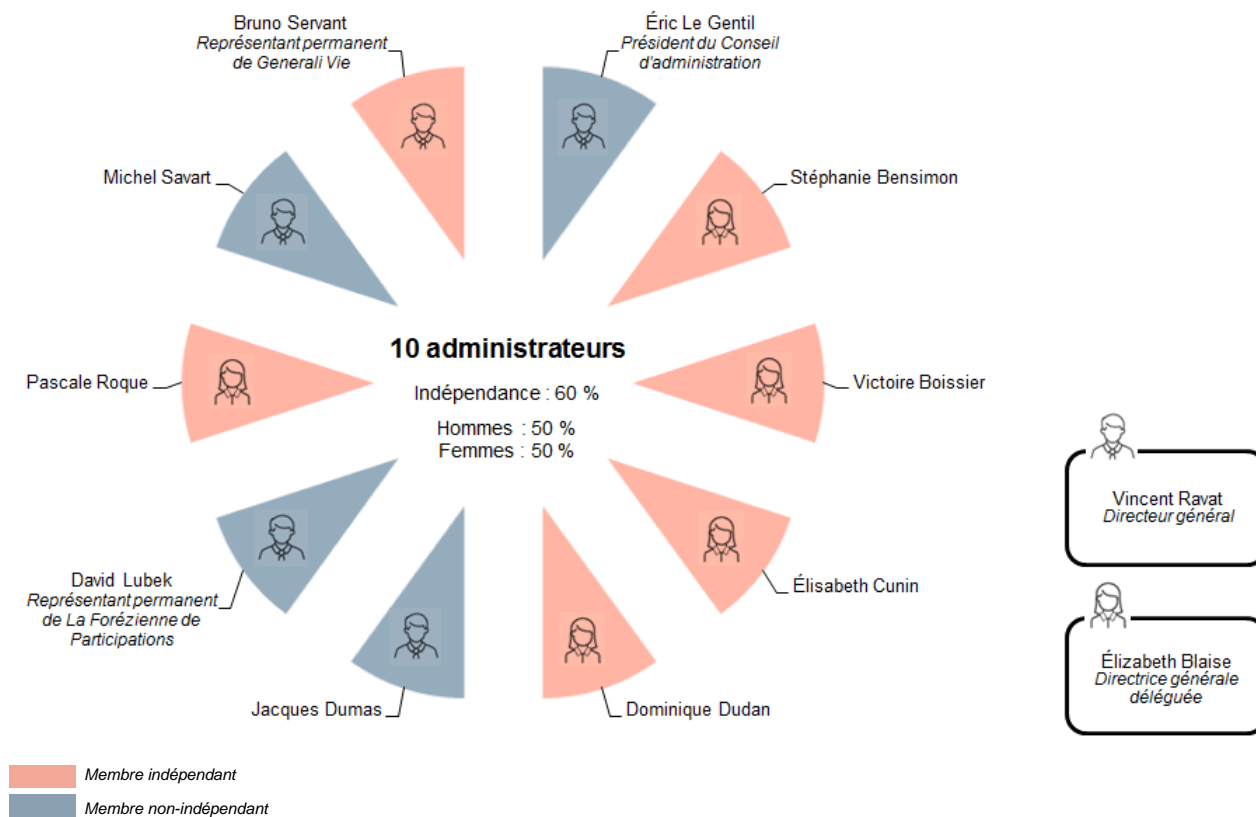 Bruno Servant
Représentant permanent
de Generali Vie
Éric Le Gentil
Président du Conseil
d'administration
Michel Savart
Stéphanie Bensimon
10 administrateurs
Indépendance : 60 %
Hommes : 50 %
Femmes : 50 %
Pascale Roque
Victoire Boissier
David Lubek
Représentant permanent
de La Forézienne de
Participations
Élisabeth Cunin
Jacques Dumas
Dominique Dudan
Vincent Ravat
Directeur général
Élizabeth Blaise
Directrice générale
déléguée
Membre indépendant
Membre non-indépendant